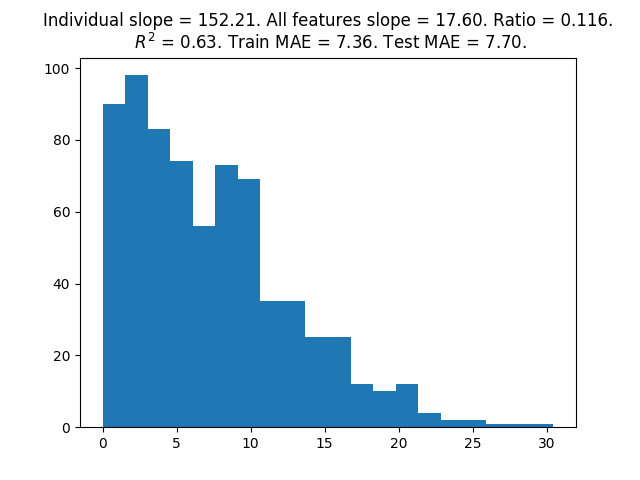 Individual slope = 152.21. All features slope = 17.60. Ratio = 0.116.
R² = 0.63. Train MAE = 7.36. Test MAE = 7.70.
100
80
60
40
20
0
0 5 10 15 20 25 30